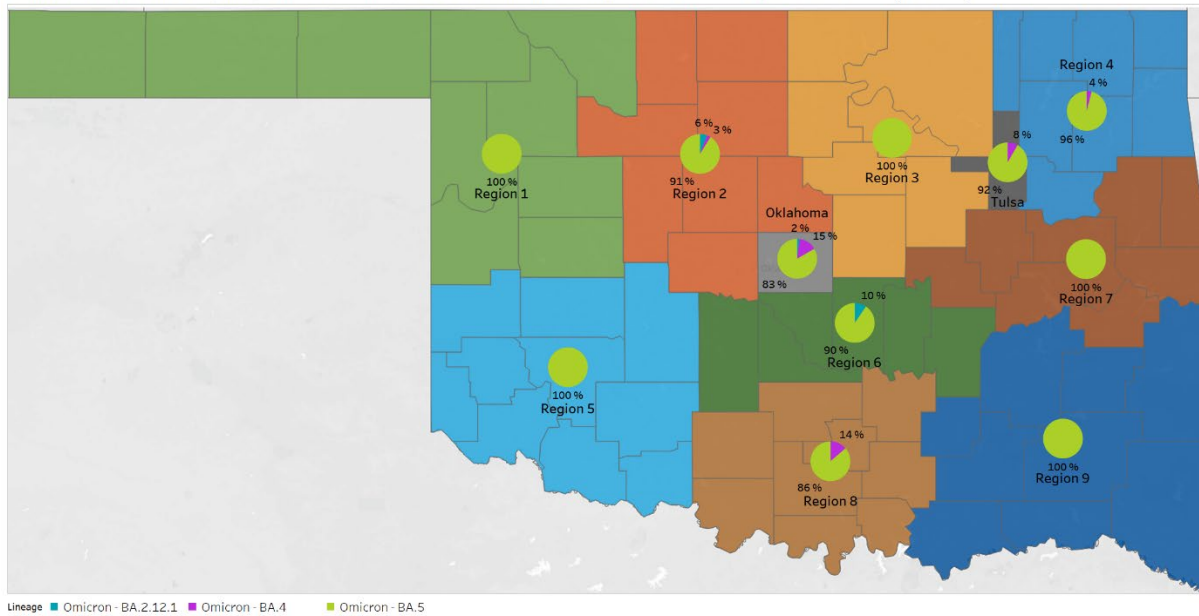 Region 4
4 %
96 %
6 %
3 %
91 %
Region 2
100 %
Region 1
100 %
Region 3
8 %
92 %
Tulsa
Oklahoma
2 %
15 %
83 %
100 %
Region 7
10 %
90 %
Region 6
100 %
Region 5
14 %
86 %
Region 8
100 %
Region 9
Lineage Omicron - BA.2.12.1 Omicron - BA.4 Omicron - BA.5